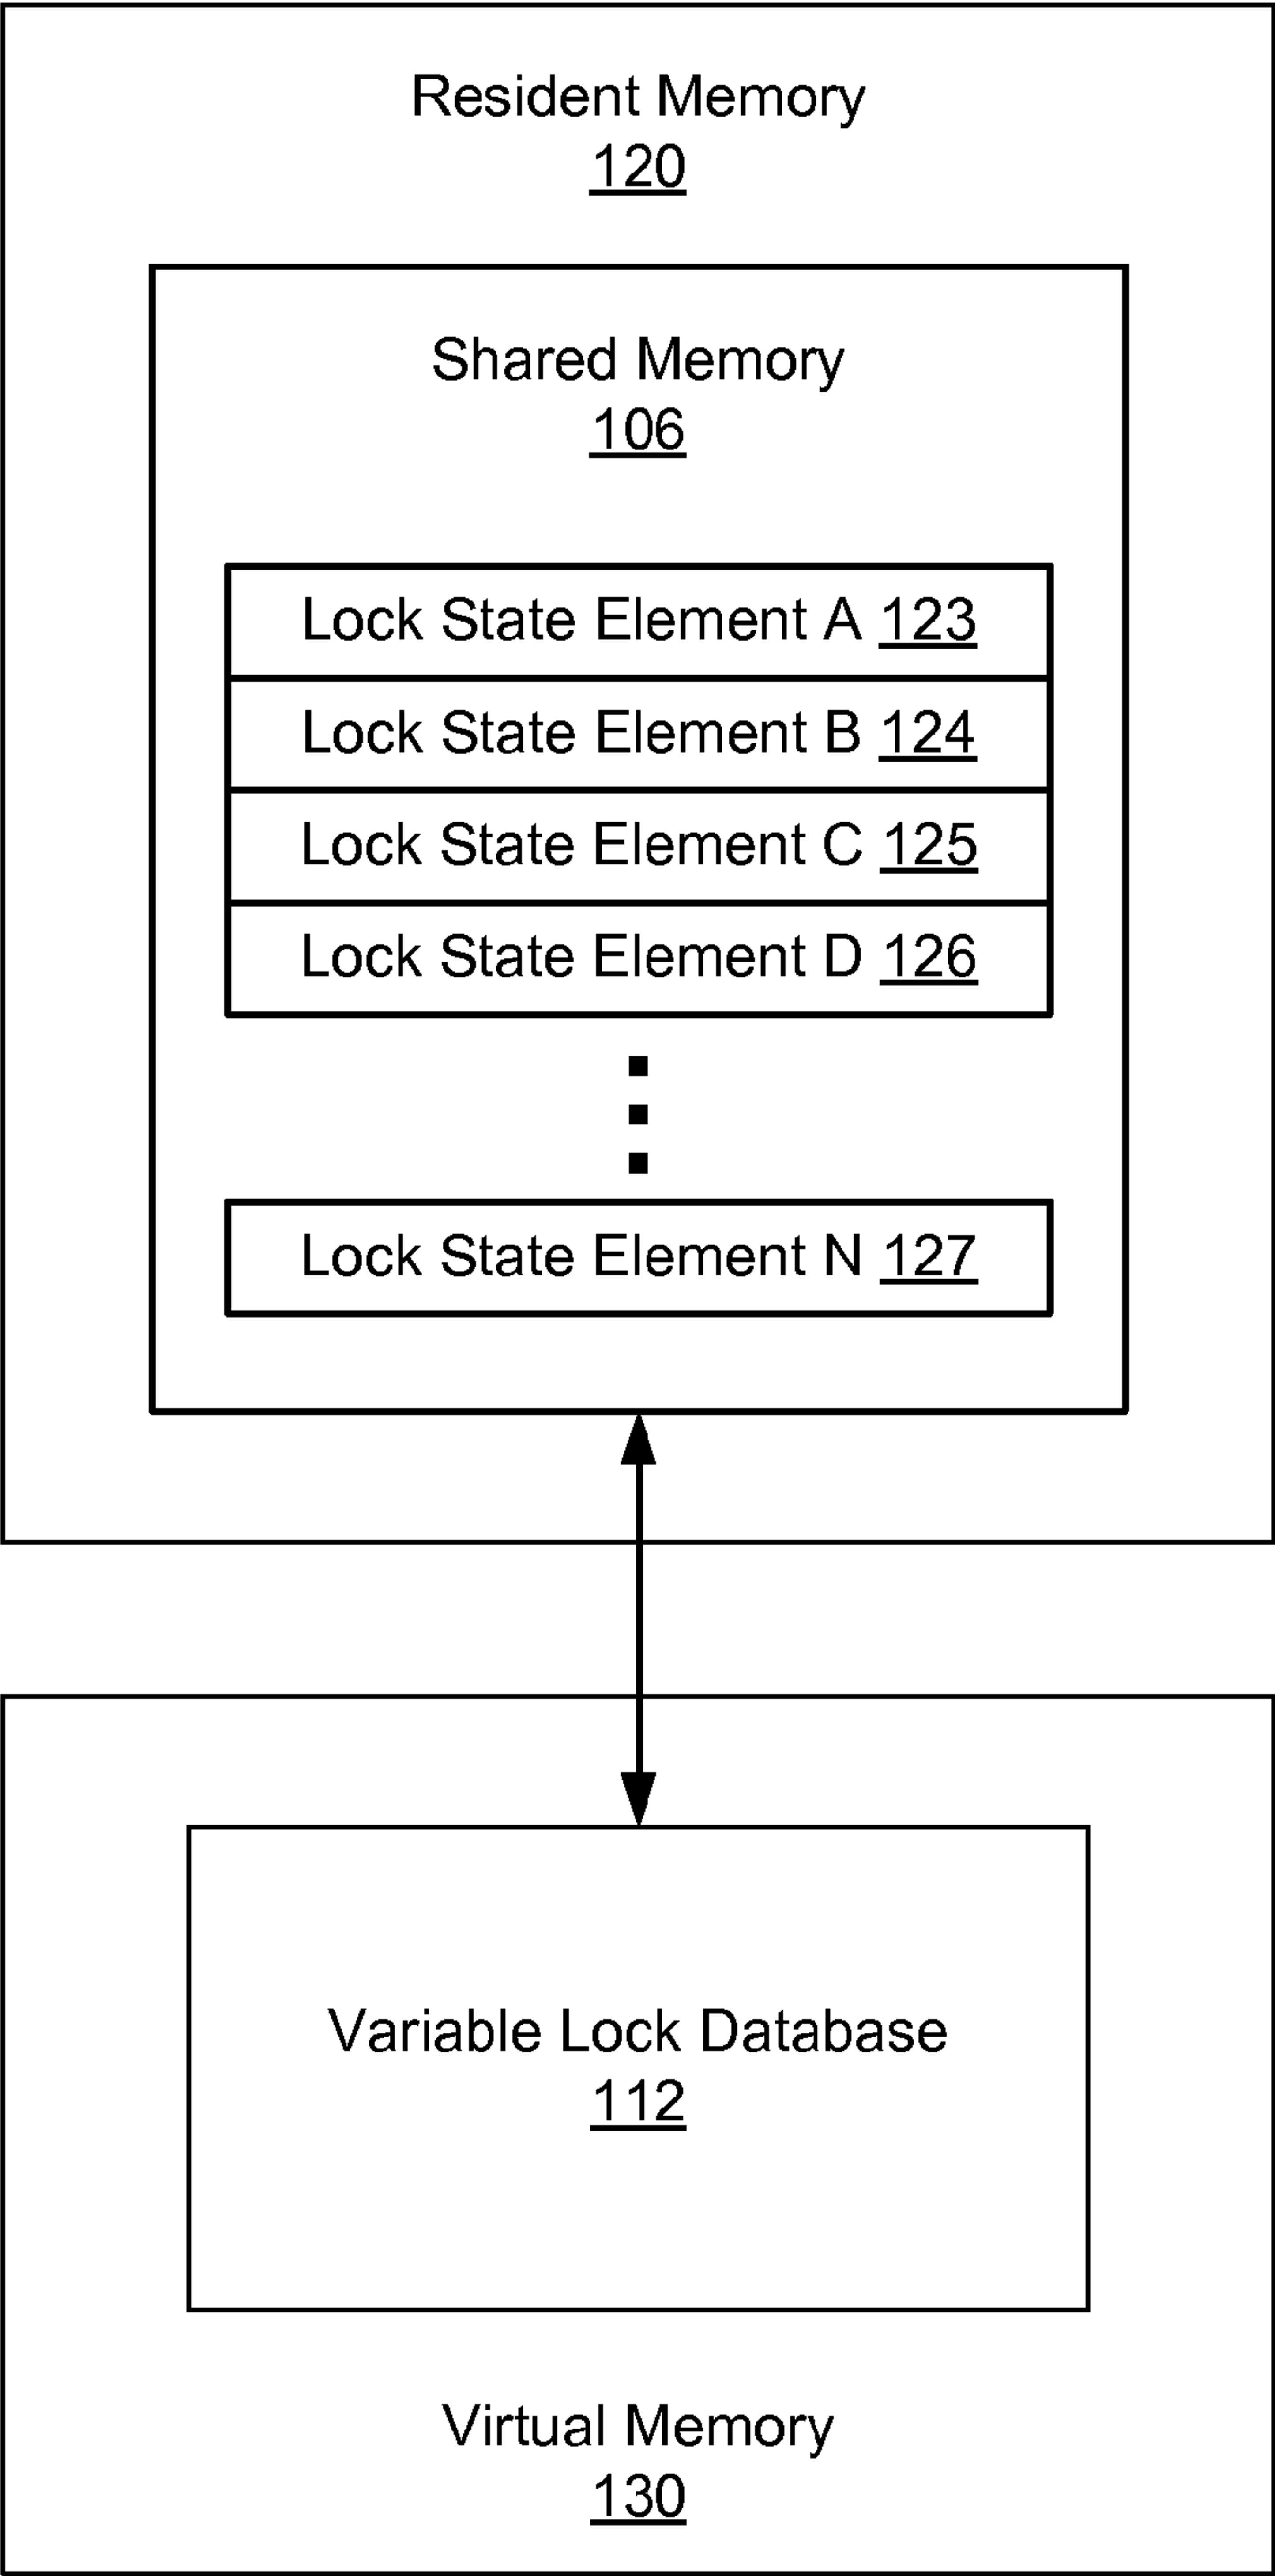 Resident Memory
120
Shared Memory
106
Lock State Element A 123
Lock State Element B 124
Lock State Element C 125
Lock State Element D 126
Lock State Element N 127
Variable Lock Database
112
Virtual Memory
130